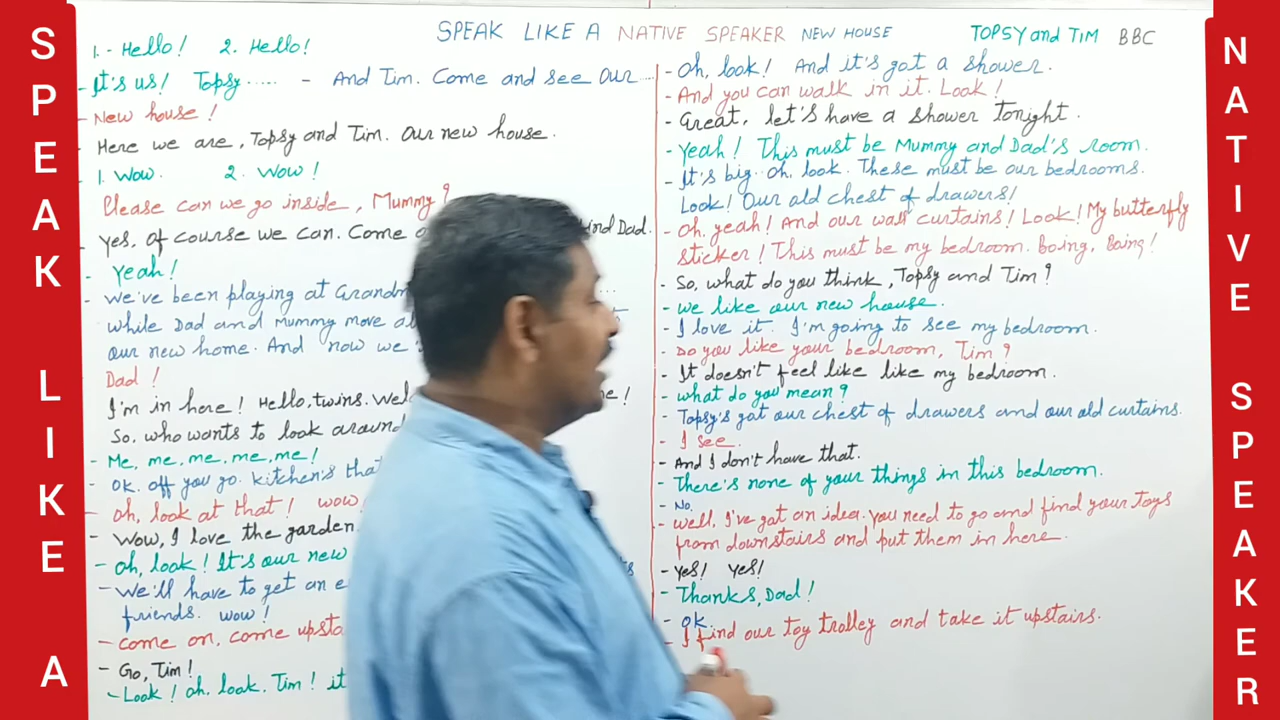 SPEAK LIKE A
SPEAK LIKE A NATIVE SPEAKER NEW HOUSE TOPSY and TIM BBC
1. - Hello! 2. Hello!
- It's us! Topsy..... - And Tim. Come and see our....
- New house!
- Here we are, Topsy and Tim. Our new house.
1. Wow. 2. Wow!
Please can we go inside, Mummy?
- Yes, of course we can. Come ind Dad.
- Yeah!
- We've been playing at Grandm
while Dad and Mummy move al
our new home. And now we'
Dad!
I'm in here! Hello, twins. Wel me!
So, who wants to look around
- Me, me, me, me, me!
- OK. Off you go. Kitchen's tha
- Oh, look at that! Wow.
- Wow, I love the garden.
- Oh, look! It's our new
- We'll have to get an e
friends. Wow!
- Come on, come upsta
- Go, Tim!
- Look! Oh, look, Tim! it
- Oh, look! And it's got a shower.
- And you can walk in it. Look!
- Great, let's have a shower tonight.
- Yeah! This must be Mummy and Dad's room.
- It's big.. Oh, look. These must be our bedrooms.
Look! Our old chest of drawers!
- Oh, yeah! And our wall curtains! Look! My butterfly
sticker! This must be my bedroom. Boing, Boing!
- So, what do you think, Topsy and Tim?
- We like our new house.
- I love it. I'm going to see my bedroom.
- Do you like your bedroom, Tim?
- It doesn't feel like like my bedroom.
- What do you mean?
- Topsy's got our chest of drawers and our old curtains.
- I see.
- And I don't have that.
- There's none of your things in this bedroom.
- No.
- Well, I've got an idea. You need to go and find your toys
from downstairs and put them in here.
- Yes! Yes!
- Thanks, Dad!
- OK.
- I find our toy trolley and take it upstairs.
NATIVE SPEAKER